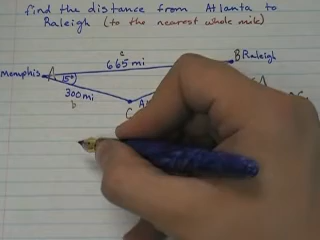 find the distance from Atlanta to
Raleigh (to the nearest whole mile)
c
665 mi
B Raleigh
Memphis A
15°
300 mi
b
C